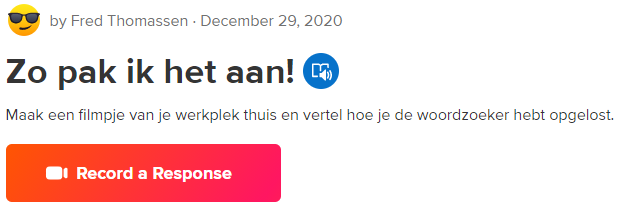 by Fred Thomassen · December 29, 2020
Zo pak ik het aan!
Maak een filmpje van je werkplek thuis en vertel hoe je de woordzoeker hebt opgelost.
Record a Response